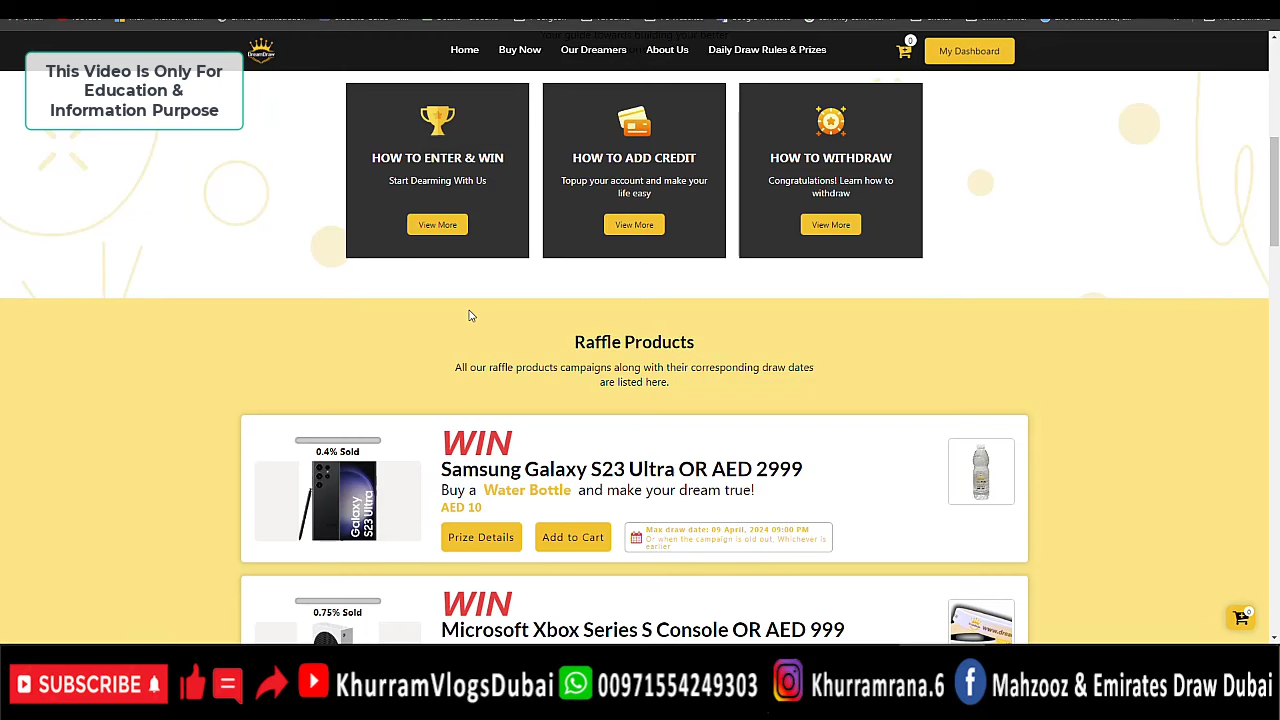 0
Home Buy Now Our Dreamers About Us Daily Draw Rules & Prizes My Dashboard
DreamDraw
This Video Is Only For
Education &
Information Purpose
HOW TO ENTER & WIN
Start Dearming With Us
View More
HOW TO ADD CREDIT
Topup your account and make your
life easy
View More
HOW TO WITHDRAW
Congratulations! Learn how to
withdraw
View More
Raffle Products
All our raffle products campaigns along with their corresponding draw dates
are listed here.
0.4% Sold
Galaxy
S23 Ultra
WIN
Samsung Galaxy S23 Ultra OR AED 2999
Buy a Water Bottle and make your dream true!
AED 10
Prize Details Add to Cart
Max draw date: 09 April, 2024 09:00 PM
Or when the campaign is old out, Whichever is
earlier
0.75% Sold
WIN
Microsoft Xbox Series S Console OR AED 999
0
SUBSCRIBE KhurramVlogsDubai 00971554249303 Khurramrana.6 Mahzooz & Emirates Draw Dubai